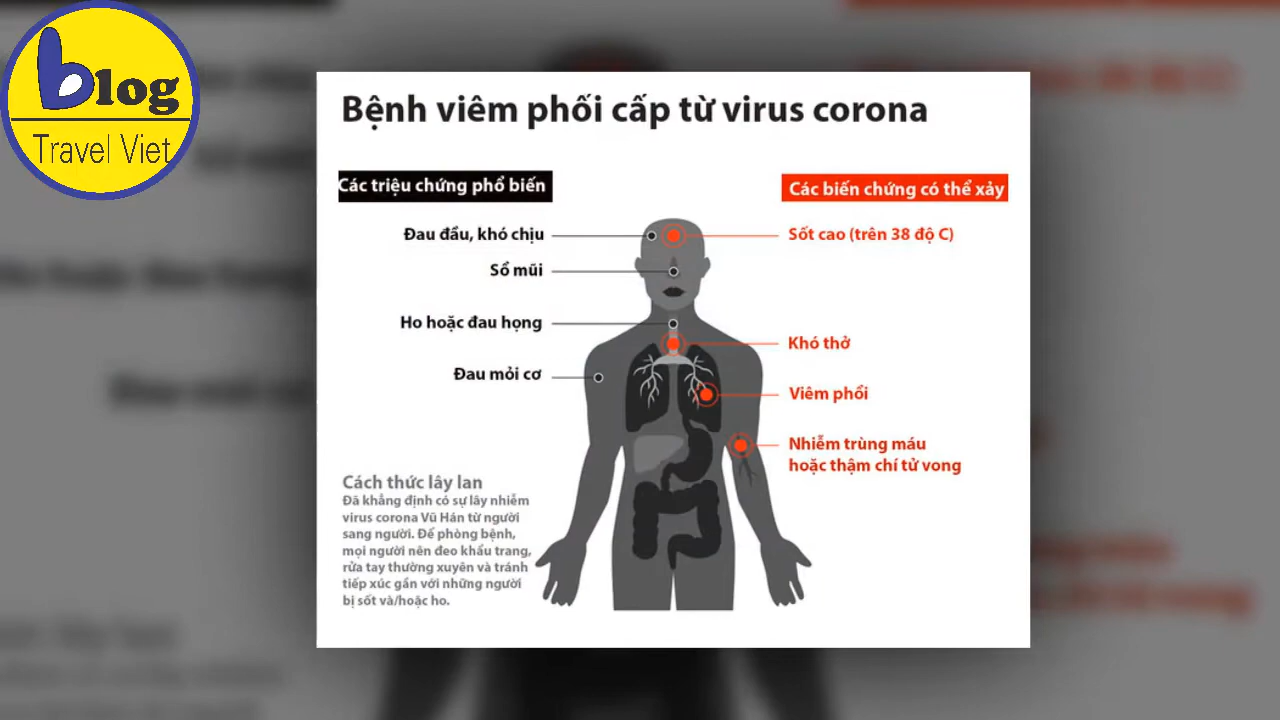 blog
Travel Viet
Bệnh viêm phổi cấp từ virus corona
Các triệu chứng phổ biến
Các biến chứng có thể xảy
Đau đầu, khó chịu
Sốt cao (trên 38 độ C)
Sổ mũi
Ho hoặc đau họng
Khó thở
Đau mỏi cơ
Viêm phổi
Nhiễm trùng máu
hoặc thậm chí tử vong
Cách thức lây lan
Đã khẳng định có sự lây nhiễm
virus corona Vũ Hán từ người
sang người. Để phòng bệnh,
mọi người nên đeo khẩu trang,
rửa tay thường xuyên và tránh
tiếp xúc gần với những người
bị sốt và/hoặc ho.